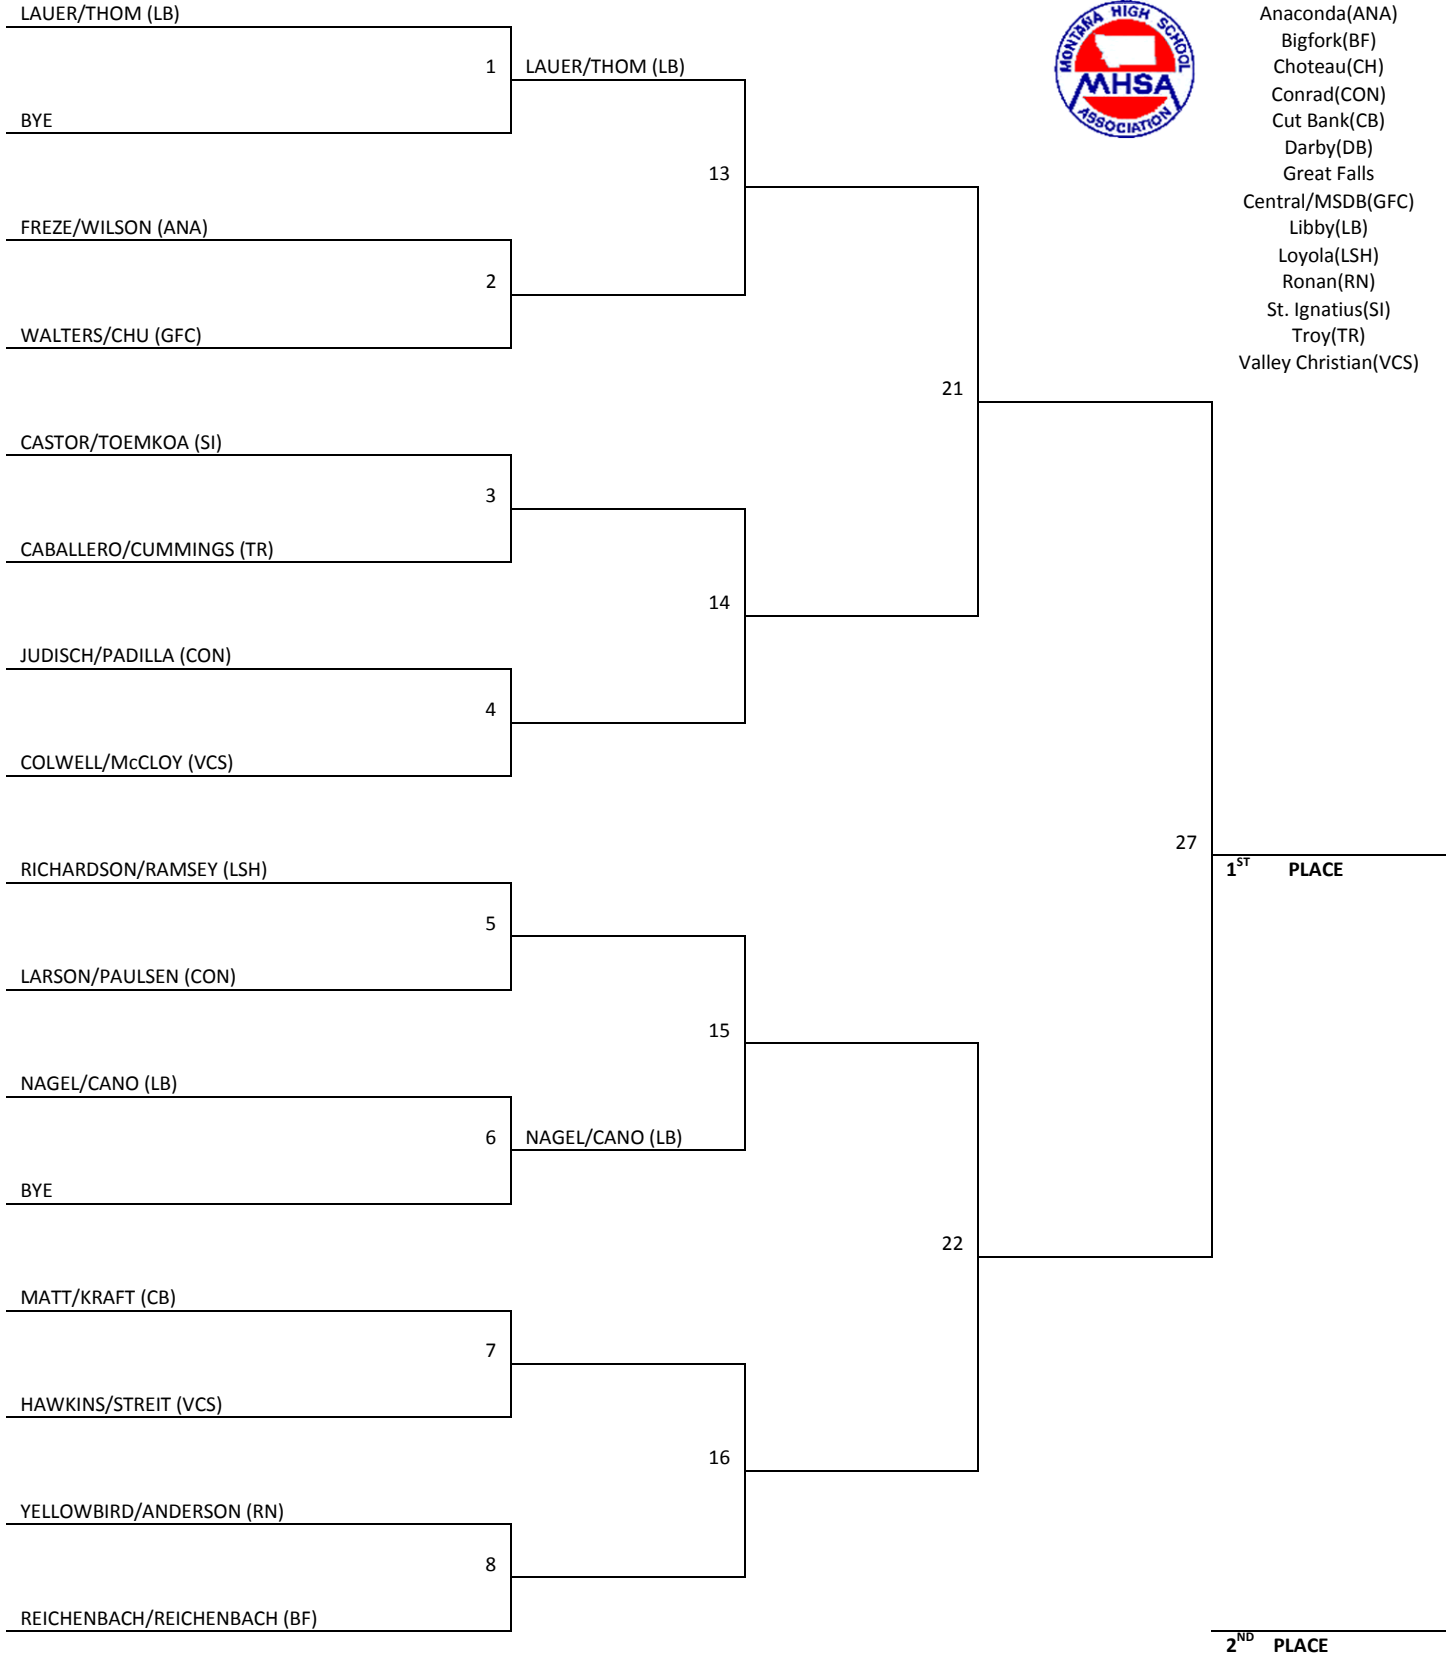 LAUER/THOM (LB)
1
LAUER/THOM (LB)
BYE
13
FREZE/WILSON (ANA)
2
WALTERS/CHU (GFC)
21
CASTOR/TOEMKOA (SI)
3
CABALLERO/CUMMINGS (TR)
14
JUDISCH/PADILLA (CON)
4
COLWELL/McCLOY (VCS)
27
1ST PLACE
RICHARDSON/RAMSEY (LSH)
5
LARSON/PAULSEN (CON)
15
NAGEL/CANO (LB)
6
NAGEL/CANO (LB)
BYE
22
MATT/KRAFT (CB)
7
HAWKINS/STREIT (VCS)
16
YELLOWBIRD/ANDERSON (RN)
8
REICHENBACH/REICHENBACH (BF)
2ND PLACE
MONTANA HIGH SCHOOL
MHSA
ASSOCIATION
Anaconda(ANA)
Bigfork(BF)
Choteau(CH)
Conrad(CON)
Cut Bank(CB)
Darby(DB)
Great Falls
Central/MSDB(GFC)
Libby(LB)
Loyola(LSH)
Ronan(RN)
St. Ignatius(SI)
Troy(TR)
Valley Christian(VCS)